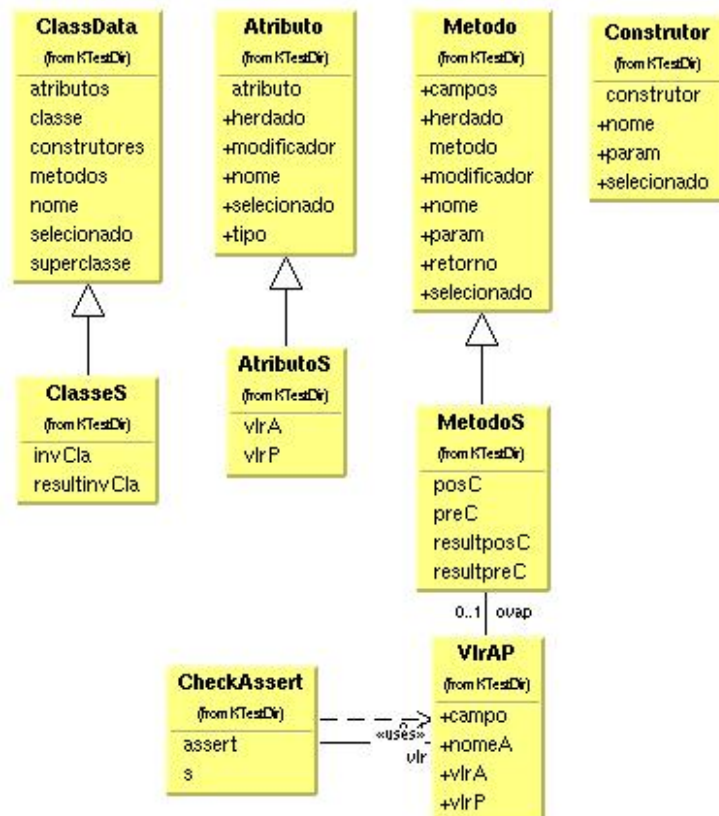 ClassData
(from KTestDir)
atributos
classe
construtores
metodos
nome
selecionado
superclasse
Atributo
(from KTestDir)
atributo
+herdado
+modificador
+nome
+selecionado
+tipo
Metodo
(from KTestDir)
+campos
+herdado
metodo
+modificador
+nome
+param
+retorno
+selecionado
Construtor
(from KTestDir)
construtor
+nome
+param
+selecionado
ClasseS
(from KTestDir)
invCla
resultinvCla
AtributoS
(from KTestDir)
vlrA
vlrP
MetodoS
(from KTestDir)
posC
preC
resultposC
resultpreC
0..1 ovap
CheckAssert
(from KTestDir)
assert
s
«uses»
vlr
VlrAP
(from KTestDir)
+campo
+nomeA
+vlrA
+vlrP